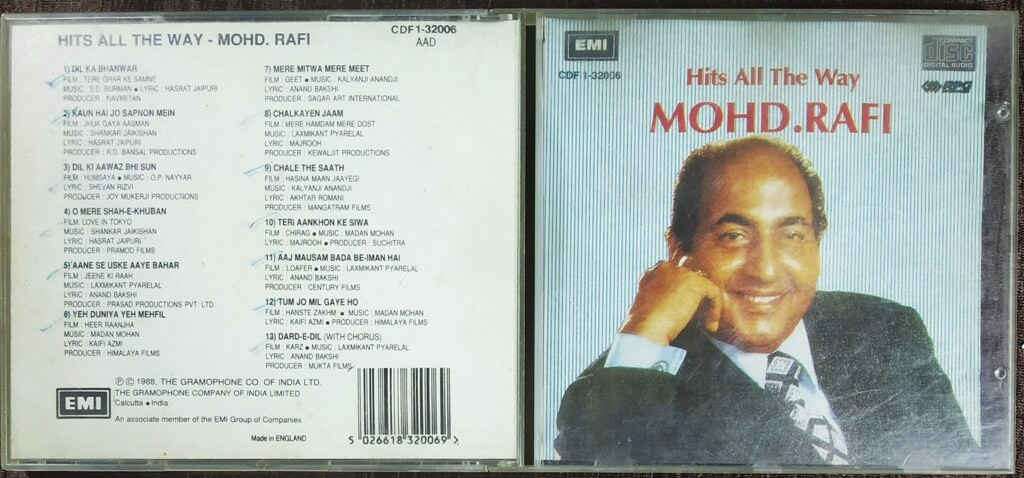 HITS ALL THE WAY - MOHD. RAFI
CDF1-32006
AAD
1) DIL KA BHANWAR
FILM : TERE GHAR KE SAMNE
MUSIC : S.D. BURMAN ● LYRIC : HASRAT JAIPURI
PRODUCER : NAVKETAN
2) KAUN HAI JO SAPNON MEIN
FILM : JHUK GAYA AASMAN
MUSIC : SHANKAR JAIKISHAN
LYRIC : HASRAT JAIPURI
PRODUCER : R.D. BANSAL PRODUCTIONS
3) DIL KI AAWAZ BHI SUN
FILM : HUMSAYA ● MUSIC : O.P. NAYYAR
LYRIC : SHEVAN RIZVI
PRODUCER : JOY MUKERJI PRODUCTIONS
4) O MERE SHAH-E-KHUBAN
FILM: LOVE IN TOKYO
MUSIC : SHANKAR JAIKISHAN
LYRIC : HASRAT JAIPURI
PRODUCER : PRAMOD FILMS
5) AANE SE USKE AAYE BAHAR
FILM : JEENE KI RAAH
MUSIC : LAXMIKANT PYARELAL
LYRIC : ANAND BAKSHI
PRODUCER : PRASAD PRODUCTIONS PVT. LTD.
6) YEH DUNIYA YEH MEHFIL
FILM : HEER RAANJHA
MUSIC : MADAN MOHAN
LYRIC : KAIFI AZMI
PRODUCER : HIMALAYA FILMS
7) MERE MITWA MERE MEET
FILM : GEET ● MUSIC : KALYANJI ANANDJI
LYRIC : ANAND BAKSHI
PRODUCER : SAGAR ART INTERNATIONAL
8) CHALKAYEN JAAM
FILM : MERE HAMDAM MERE DOST
MUSIC : LAXMIKANT PYARELAL
LYRIC : MAJROOH
PRODUCER : KEWALJIT PRODUCTIONS
9) CHALE THE SAATH
FILM : HASINA MAAN JAAYEGI
MUSIC : KALYANJI ANANDJI
LYRIC : AKHTAR ROMANI
PRODUCER : MANGATRAM FILMS
10) TERI AANKHON KE SIWA
FILM : CHIRAG ● MUSIC : MADAN MOHAN
LYRIC : MAJROOH ● PRODUCER : SUCHITRA
11) AAJ MAUSAM BADA BE-IMAN HAI
FILM : LOAFER ● MUSIC : LAXMIKANT PYARELAL
LYRIC : ANAND BAKSHI
PRODUCER : CENTURY FILMS
12) TUM JO MIL GAYE HO
FILM : HANSTE ZAKHM ● MUSIC : MADAN MOHAN
LYRIC : KAIFI AZMI ● PRODUCER : HIMALAYA FILMS
13) DARD-E-DIL (WITH CHORUS)
FILM : KARZ ● MUSIC : LAXMIKANT PYARELAL
LYRIC : ANAND BAKSHI
PRODUCER : MUKTA FILMS
EMI
Ⓟ © 1988, THE GRAMOPHONE CO. OF INDIA LTD.
THE GRAMOPHONE COMPANY OF INDIA LIMITED
Calcutta ● India
An associate member of the EMI Group of Companies
Made in ENGLAND
5 026618 320069 >
EMI
CDF 1-32006
COMPACT
disc
DIGITAL AUDIO
Hits All The Way
MOHD.RAFI